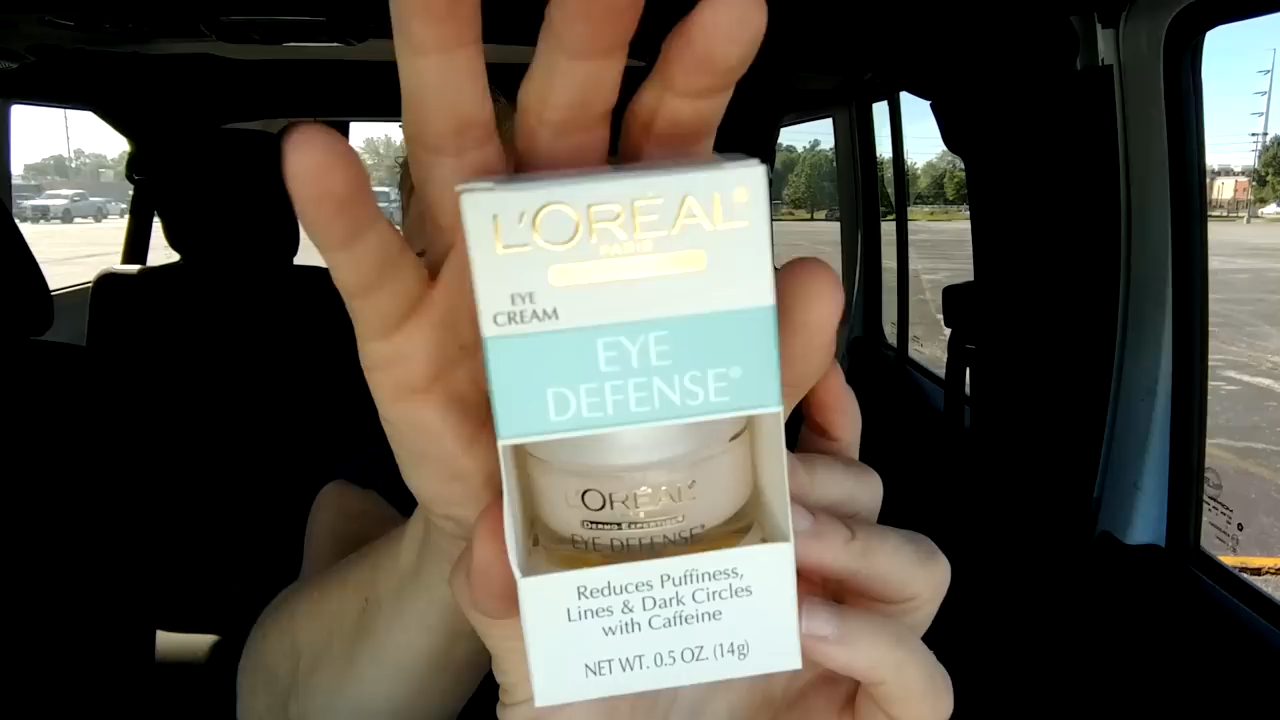 L'ORÉAL®
PARIS
EYE
CREAM
EYE
DEFENSE®
L'ORÉAL®
DERMO-EXPERTISE
EYE DEFENSE®
Reduces Puffiness,
Lines & Dark Circles
with Caffeine
NET WT. 0.5 OZ. (14g)